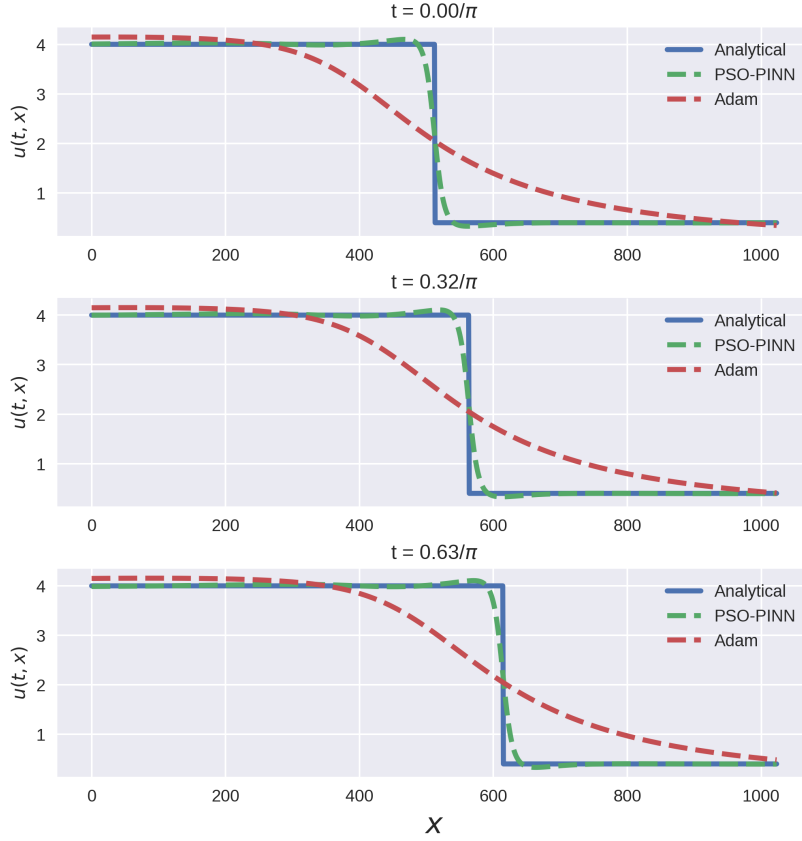 t = 0.00/π
4
3
2
1
u(t, x)
Analytical
PSO-PINN
Adam
0 200 400 600 800 1000
t = 0.32/π
4
3
2
1
u(t, x)
Analytical
PSO-PINN
Adam
0 200 400 600 800 1000
t = 0.63/π
4
3
2
1
u(t, x)
Analytical
PSO-PINN
Adam
0 200 400 600 800 1000
x